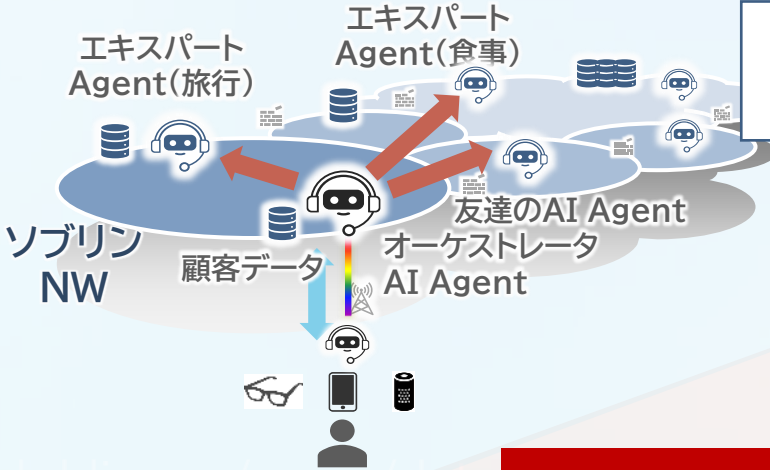 エキスパート
Agent(食事)
エキスパート
Agent(旅行)
友達のAI Agent
ソブリン
NW
顧客データ
オーケストレータ
AI Agent